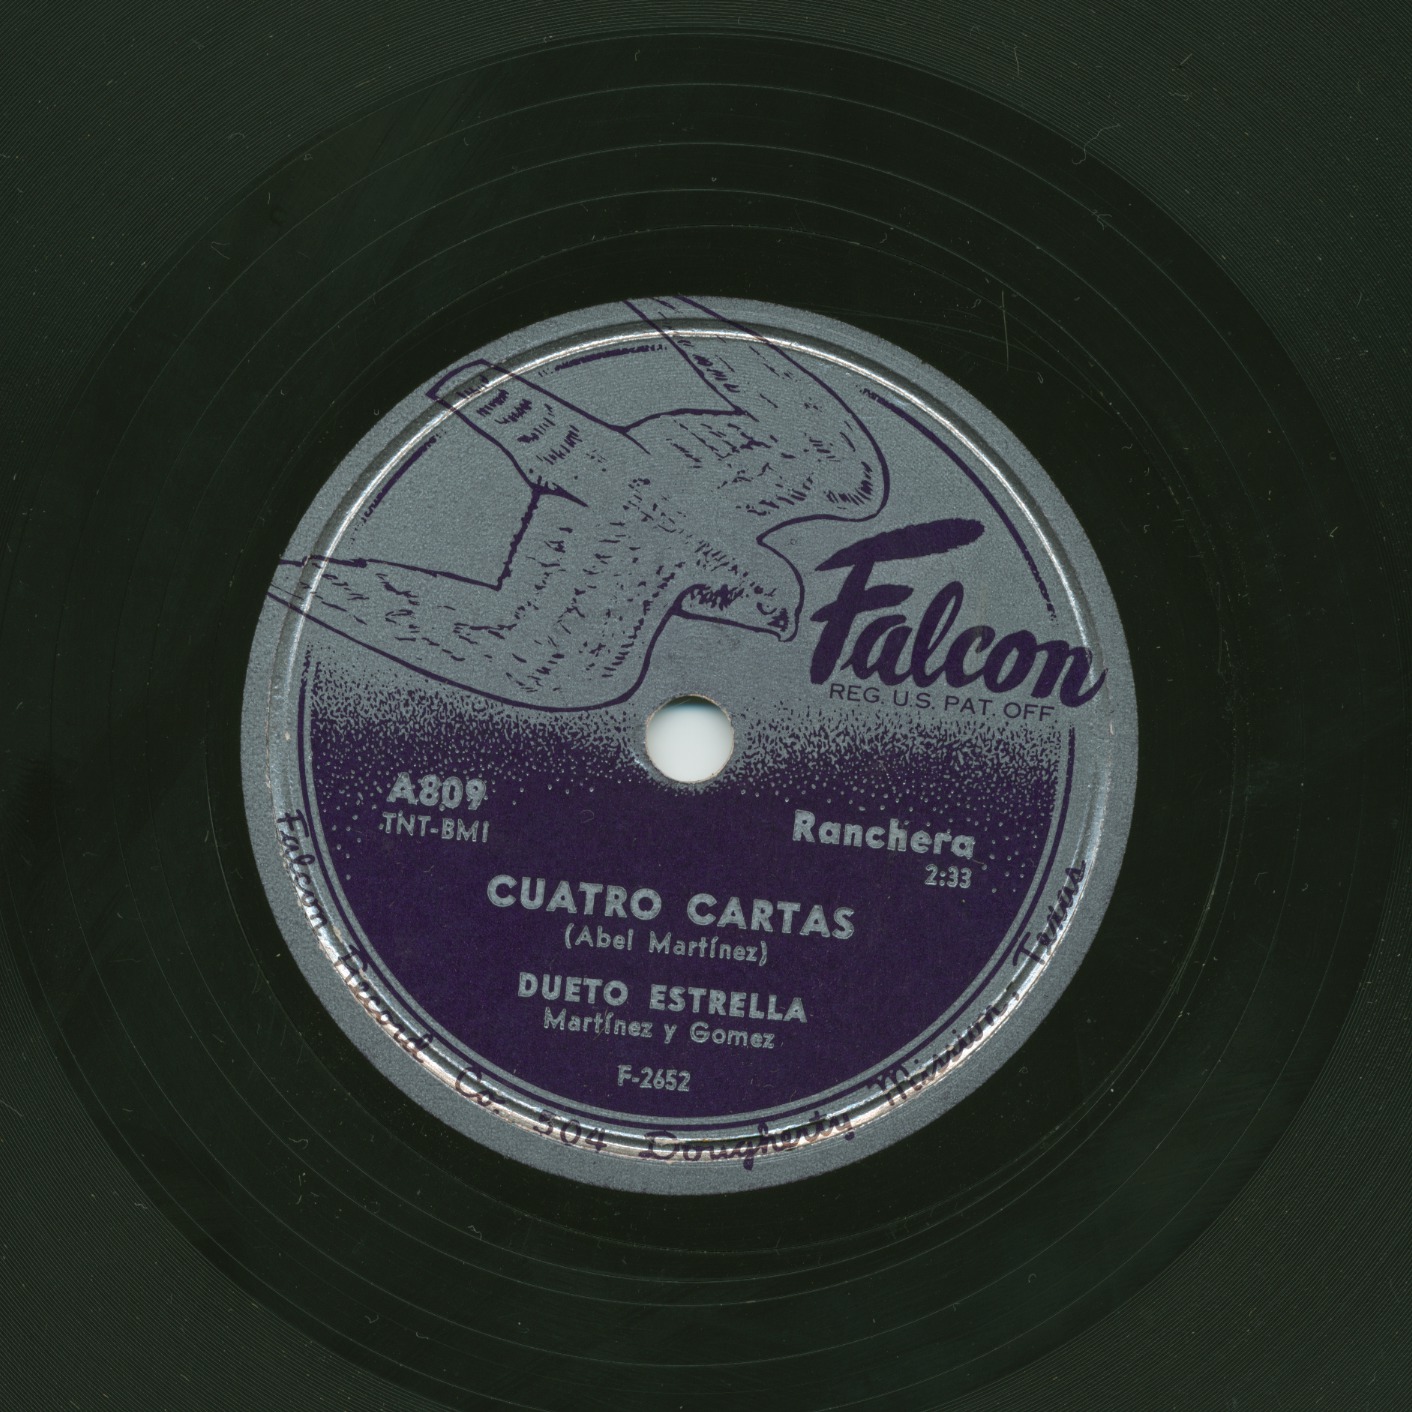 Falcon
REG. U.S. PAT. OFF.
A809
TNT-BMI
Ranchera
2:33
CUATRO CARTAS
(Abel Martínez)
DUETO ESTRELLA
Martínez y Gomez
F-2652
Falcon Record Co. 504 Dougherty Mission, Texas